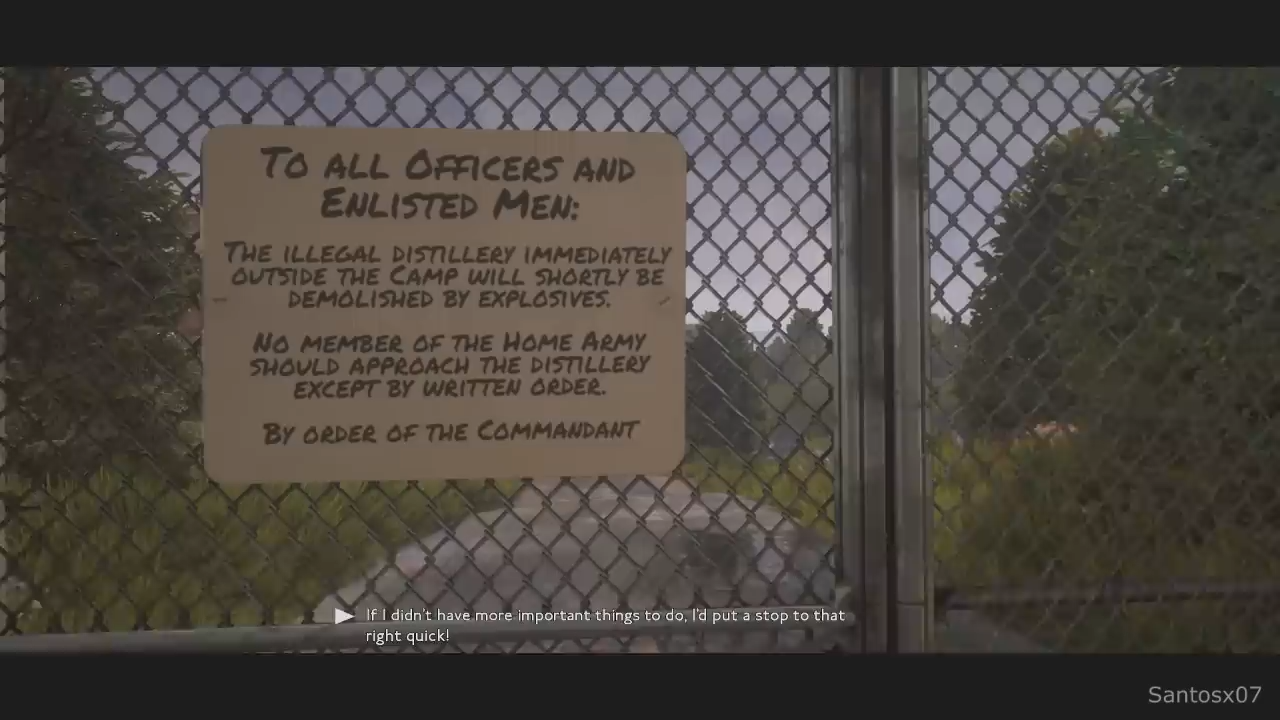 To all Officers and
Enlisted Men:
The illegal distillery immediately
outside the Camp will shortly be
demolished by explosives.
No member of the Home Army
should approach the distillery
except by written order.
By order of the Commandant
If I didn't have more important things to do, I'd put a stop to that
right quick!
Santosx07